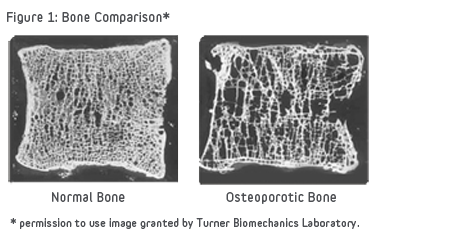 Figure 1: Bone Comparison*
Normal Bone
Osteoporotic Bone
* permission to use image granted by Turner Biomechanics Laboratory.